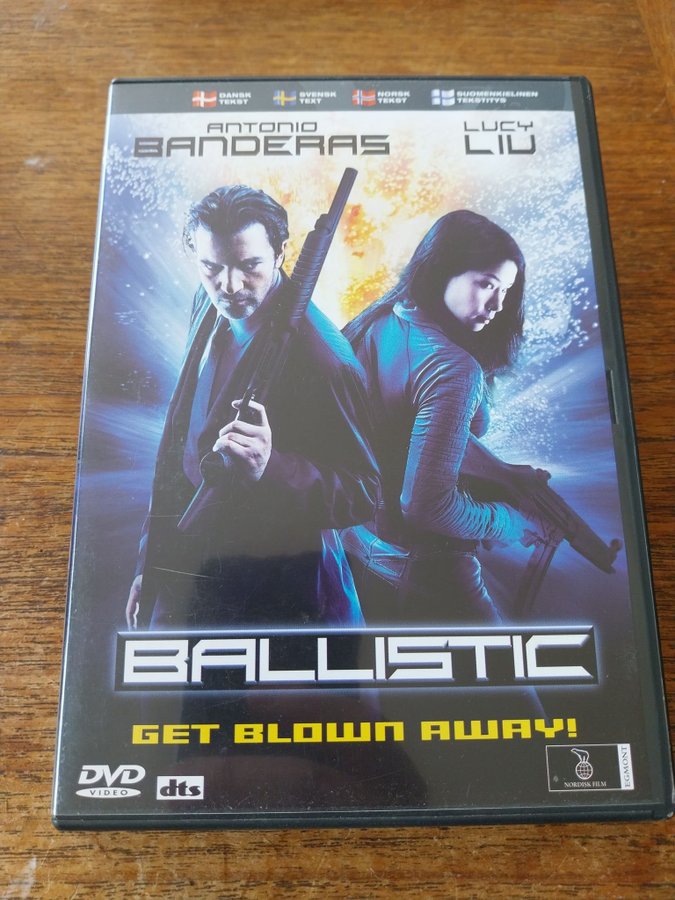 DANSK TEKST
SVENSK TEXT
NORSK TEKST
SUOMENKIELINEN TEKSTITYS
ANTONIO BANDERAS
LUCY LIU
BALLISTIC
GET BLOWN AWAY!
DVD VIDEO
dts
NORDISK FILM
EGMONT